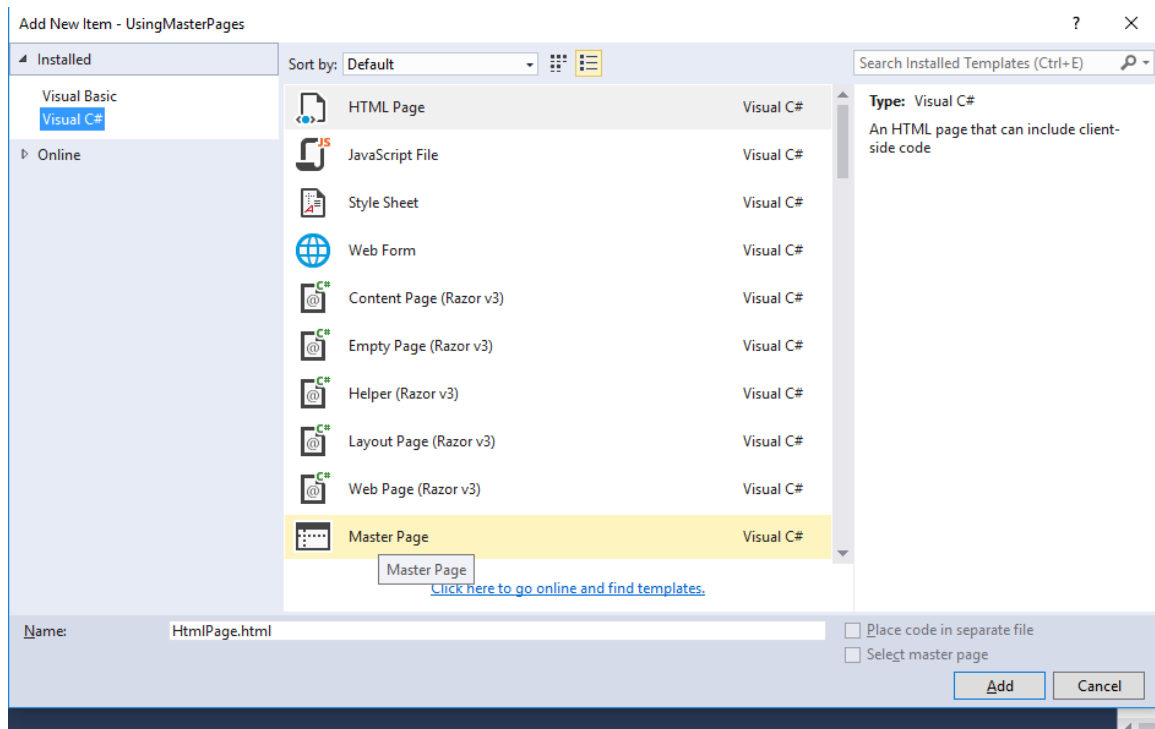 Add New Item - UsingMasterPages
? 
Installed
Visual Basic
Visual C#
Online
Sort by: Default
Search Installed Templates (Ctrl+E)
HTML Page Visual C#
JS
JavaScript File Visual C#
A
Style Sheet Visual C#
Web Form Visual C#
C#
@
Content Page (Razor v3) Visual C#
C#
@
Empty Page (Razor v3) Visual C#
C#
@
Helper (Razor v3) Visual C#
C#
@
Layout Page (Razor v3) Visual C#
C#
@
Web Page (Razor v3) Visual C#
Master Page Visual C#
Master Page
Click here to go online and find templates.
Type: Visual C#
An HTML page that can include client-
side code
Name: HtmlPage.html
Place code in separate file
Select master page
Add Cancel